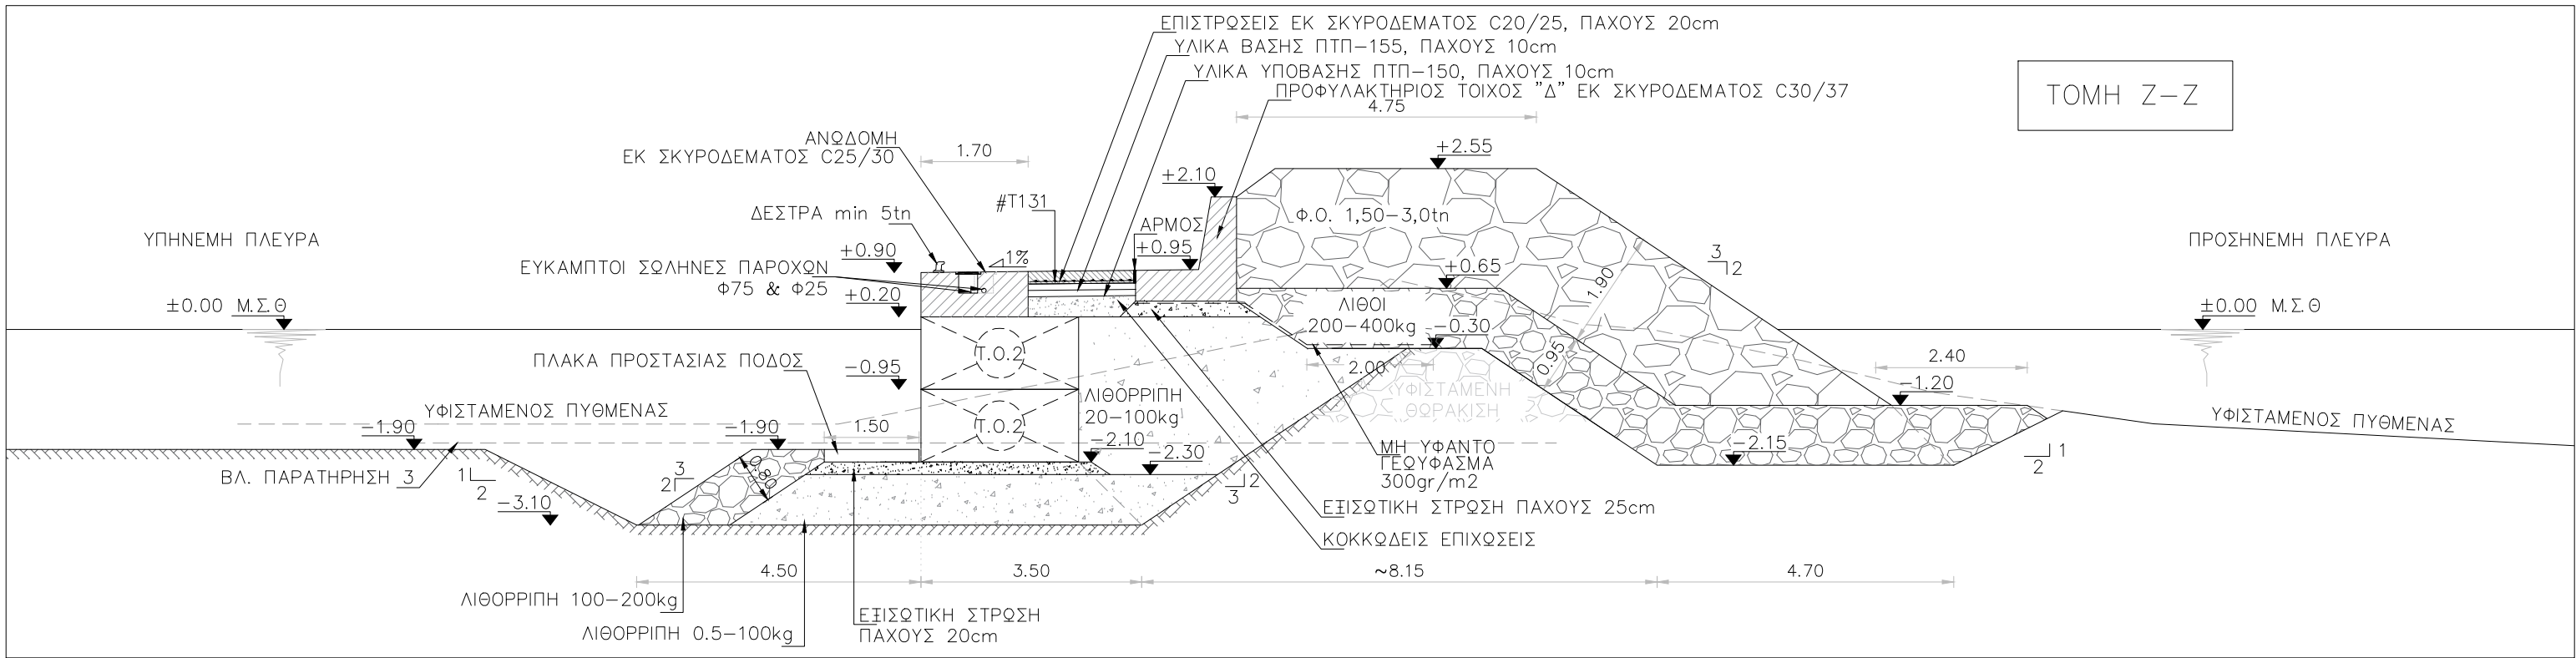 ΕΠΙΣΤΡΩΣΕΙΣ ΕΚ ΣΚΥΡΟΔΕΜΑΤΟΣ C20/25, ΠΑΧΟΥΣ 20cm
ΥΛΙΚΑ ΒΑΣΗΣ ΠΤΠ-155, ΠΑΧΟΥΣ 10cm
ΥΛΙΚΑ ΥΠΟΒΑΣΗΣ ΠΤΠ-150, ΠΑΧΟΥΣ 10cm
ΠΡΟΦΥΛΑΚΤΗΡΙΟΣ ΤΟΙΧΟΣ "Δ" ΕΚ ΣΚΥΡΟΔΕΜΑΤΟΣ C30/37
ΤΟΜΗ Ζ-Ζ
4.75
ΑΝΩΔΟΜΗ
ΕΚ ΣΚΥΡΟΔΕΜΑΤΟΣ C25/30
1.70
+2.55
+2.10
#T131
ΔΕΣΤΡΑ min 5tn
Φ.Ο. 1,50-3,0tn
ΑΡΜΟΣ
ΥΠΗΝΕΜΗ ΠΛΕΥΡΑ
ΠΡΟΣΗΝΕΜΗ ΠΛΕΥΡΑ
+0.90
1%
+0.95
3
2
ΕΥΚΑΜΠΤΟΙ ΣΩΛΗΝΕΣ ΠΑΡΟΧΩΝ
Φ75 & Φ25
+0.65
1.90
±0.00 Μ.Σ.Θ
+0.20
ΛΙΘΟΙ
200-400kg
-0.30
±0.00 Μ.Σ.Θ
Τ.Ο.2
ΠΛΑΚΑ ΠΡΟΣΤΑΣΙΑΣ ΠΟΔΟΣ
-0.95
2.00
0.95
2.40
ΥΦΙΣΤΑΜΕΝΗ
ΘΩΡΑΚΙΣΗ
-1.20
ΥΦΙΣΤΑΜΕΝΟΣ ΠΥΘΜΕΝΑΣ
1.50
ΛΙΘΟΡΡΙΠΗ
20-100kg
ΥΦΙΣΤΑΜΕΝΟΣ ΠΥΘΜΕΝΑΣ
-1.90
-1.90
Τ.Ο.2
-2.10
-2.30
-2.15
ΜΗ ΥΦΑΝΤΟ
ΓΕΩΥΦΑΣΜΑ
300gr/m2
1
2
ΒΛ. ΠΑΡΑΤΗΡΗΣΗ 3
1
2
3
2
0.80
2
3
-3.10
ΕΞΙΣΩΤΙΚΗ ΣΤΡΩΣΗ ΠΑΧΟΥΣ 25cm
ΚΟΚΚΩΔΕΙΣ ΕΠΙΧΩΣΕΙΣ
4.50
3.50
~8.15
4.70
ΛΙΘΟΡΡΙΠΗ 100-200kg
ΕΞΙΣΩΤΙΚΗ ΣΤΡΩΣΗ
ΠΑΧΟΥΣ 20cm
ΛΙΘΟΡΡΙΠΗ 0.5-100kg